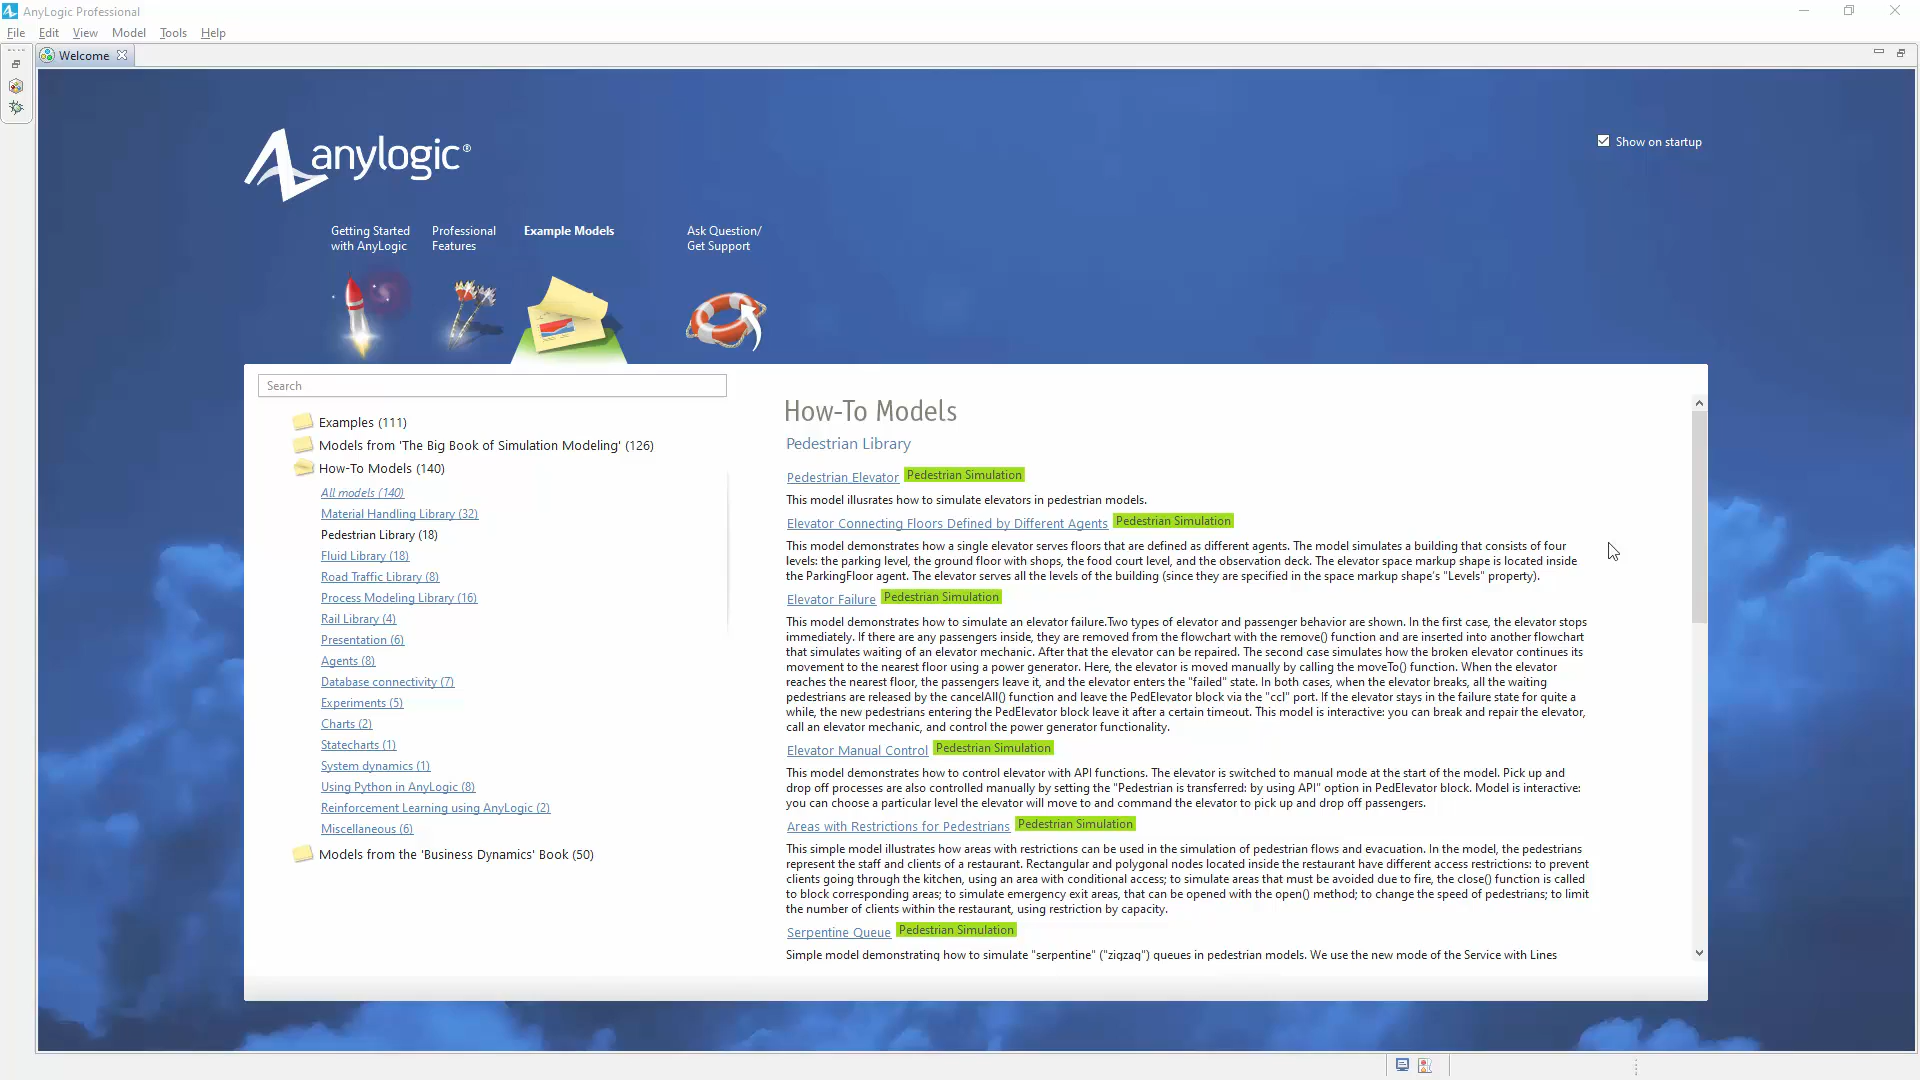 AnyLogic Professional
File Edit View Model Tools Help
Welcome
anylogic®
Show on startup
Getting Started
with AnyLogic
Professional
Features
Example Models
Ask Question/
Get Support
Search
Examples (111)
Models from 'The Big Book of Simulation Modeling' (126)
How-To Models (140)
All models (140)
Material Handling Library (32)
Pedestrian Library (18)
Fluid Library (18)
Road Traffic Library (8)
Process Modeling Library (16)
Rail Library (4)
Presentation (6)
Agents (8)
Database connectivity (7)
Experiments (5)
Charts (2)
Statecharts (1)
System dynamics (1)
Using Python in AnyLogic (8)
Reinforcement Learning using AnyLogic (2)
Miscellaneous (6)
Models from the 'Business Dynamics' Book (50)
How-To Models
Pedestrian Library
Pedestrian Elevator Pedestrian Simulation
This model illusrates how to simulate elevators in pedestrian models.
Elevator Connecting Floors Defined by Different Agents Pedestrian Simulation
This model demonstrates how a single elevator serves floors that are defined as different agents. The model simulates a building that consists of four
levels: the parking level, the ground floor with shops, the food court level, and the observation deck. The elevator space markup shape is located inside
the ParkingFloor agent. The elevator serves all the levels of the building (since they are specified in the space markup shape's "Levels" property).
Elevator Failure Pedestrian Simulation
This model demonstrates how to simulate an elevator failure.Two types of elevator and passenger behavior are shown. In the first case, the elevator stops
immediately. If there are any passengers inside, they are removed from the flowchart with the remove() function and are inserted into another flowchart
that simulates waiting of an elevator mechanic. After that the elevator can be repaired. The second case simulates how the broken elevator continues its
movement to the nearest floor using a power generator. Here, the elevator is moved manually by calling the moveTo() function. When the elevator
reaches the nearest floor, the passengers leave it, and the elevator enters the "failed" state. In both cases, when the elevator breaks, all the waiting
pedestrians are released by the cancelAll() function and leave the PedElevator block via the "ccl" port. If the elevator stays in the failure state for quite a
while, the new pedestrians entering the PedElevator block leave it after a certain timeout. This model is interactive: you can break and repair the elevator,
call an elevator mechanic, and control the power generator functionality.
Elevator Manual Control Pedestrian Simulation
This model demonstrates how to control elevator with API functions. The elevator is switched to manual mode at the start of the model. Pick up and
drop off processes are also controlled manually by setting the "Pedestrian is transferred: by using API" option in PedElevator block. Model is interactive:
you can choose a particular level the elevator will move to and command the elevator to pick up and drop off passengers.
Areas with Restrictions for Pedestrians Pedestrian Simulation
This simple model illustrates how areas with restrictions can be used in the simulation of pedestrian flows and evacuation. In the model, the pedestrians
represent the staff and clients of a restaurant. Rectangular and polygonal nodes located inside the restaurant have different access restrictions: to prevent
clients going through the kitchen, using an area with conditional access; to simulate areas that must be avoided due to fire, the close() function is called
to block corresponding areas; to simulate emergency exit areas, that can be opened with the open() method; to change the speed of pedestrians; to limit
the number of clients within the restaurant, using restriction by capacity.
Serpentine Queue Pedestrian Simulation
Simple model demonstrating how to simulate "serpentine" ("zigzag") queues in pedestrian models. We use the new mode of the Service with Lines